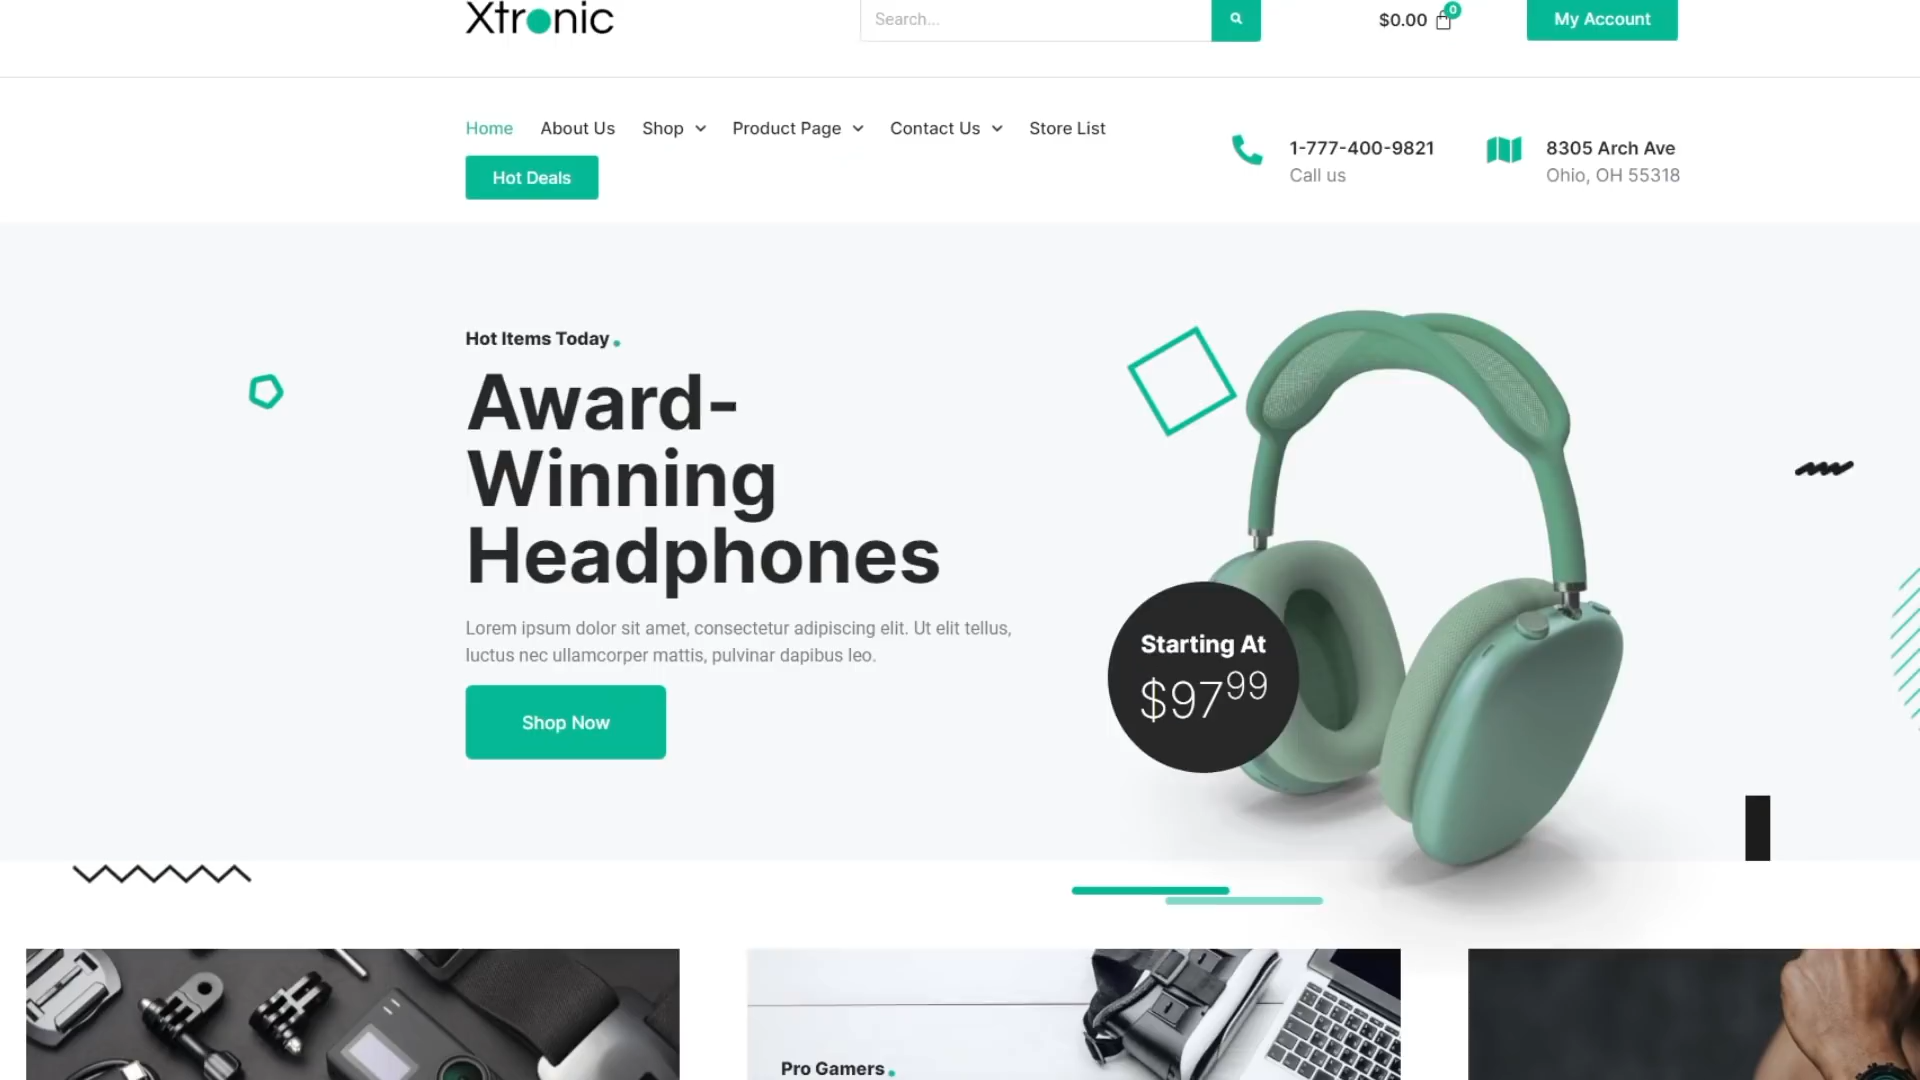 Xtronic
Search...
$0.00
0
My Account
Home
About Us
Shop
Product Page
Contact Us
Store List
Hot Deals
1-777-400-9821
Call us
8305 Arch Ave
Ohio, OH 55318
Hot Items Today.
Award-
Winning
Headphones
Lorem ipsum dolor sit amet, consectetur adipiscing elit. Ut elit tellus,
luctus nec ullamcorper mattis, pulvinar dapibus leo.
Shop Now
Starting At
$97.99
Pro Gamers.